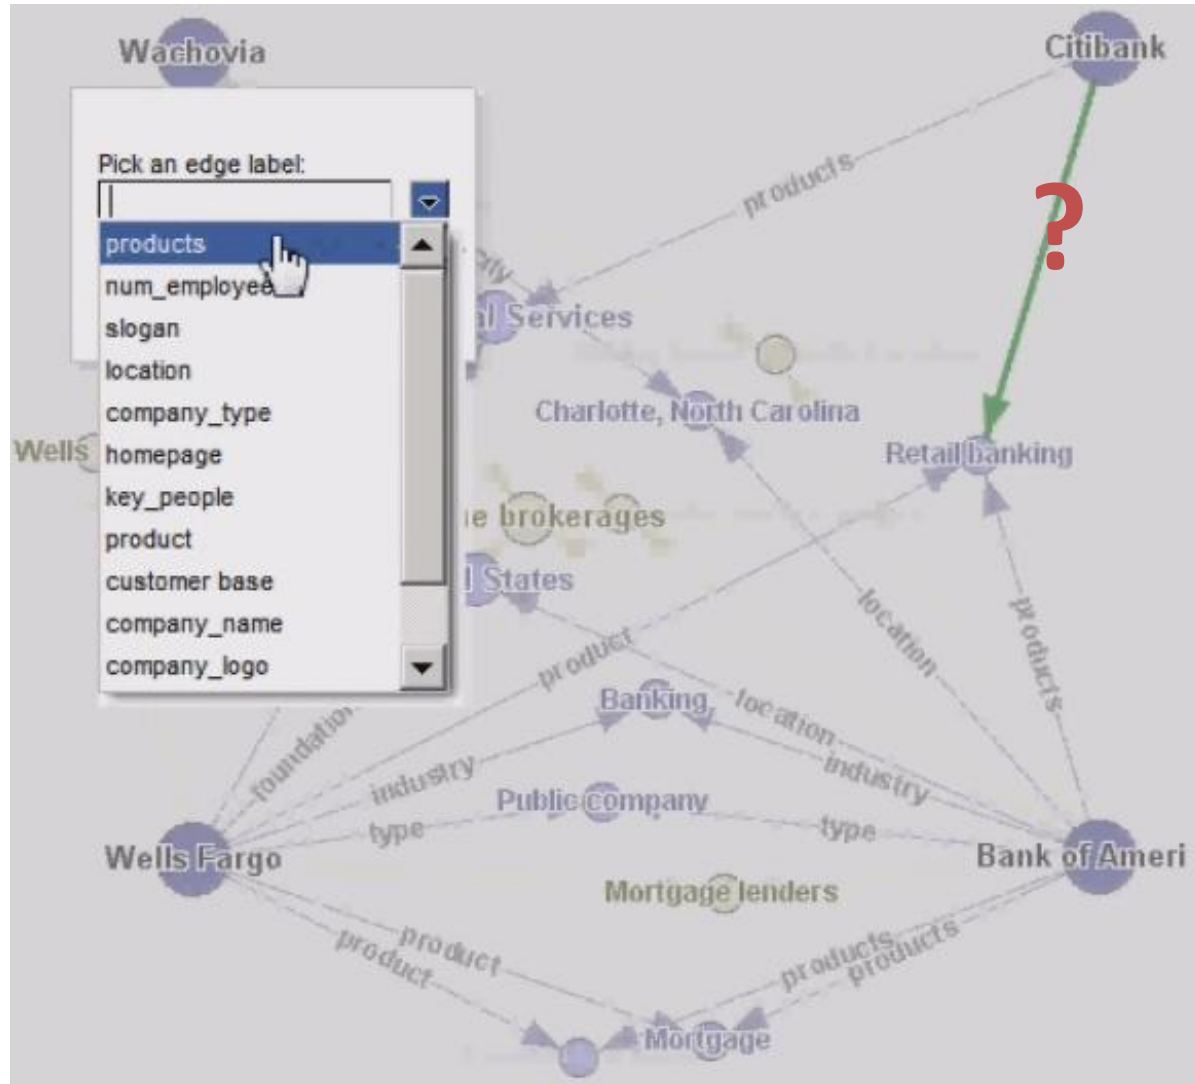 Wachovia
Citibank
Pick an edge label:
products
?
products
num_employee
slogan
al Services
location
company_type
Charlotte, North Carolina
Wells
homepage
Retail banking
key_people
product
e brokerages
customer base
States
company_name
location
products
company_logo
product
Banking
location
foundation
industry
industry
Public company
type
type
Wells Fargo
Bank of Ameri
Mortgage lenders
product
product
products
products
Mortgage